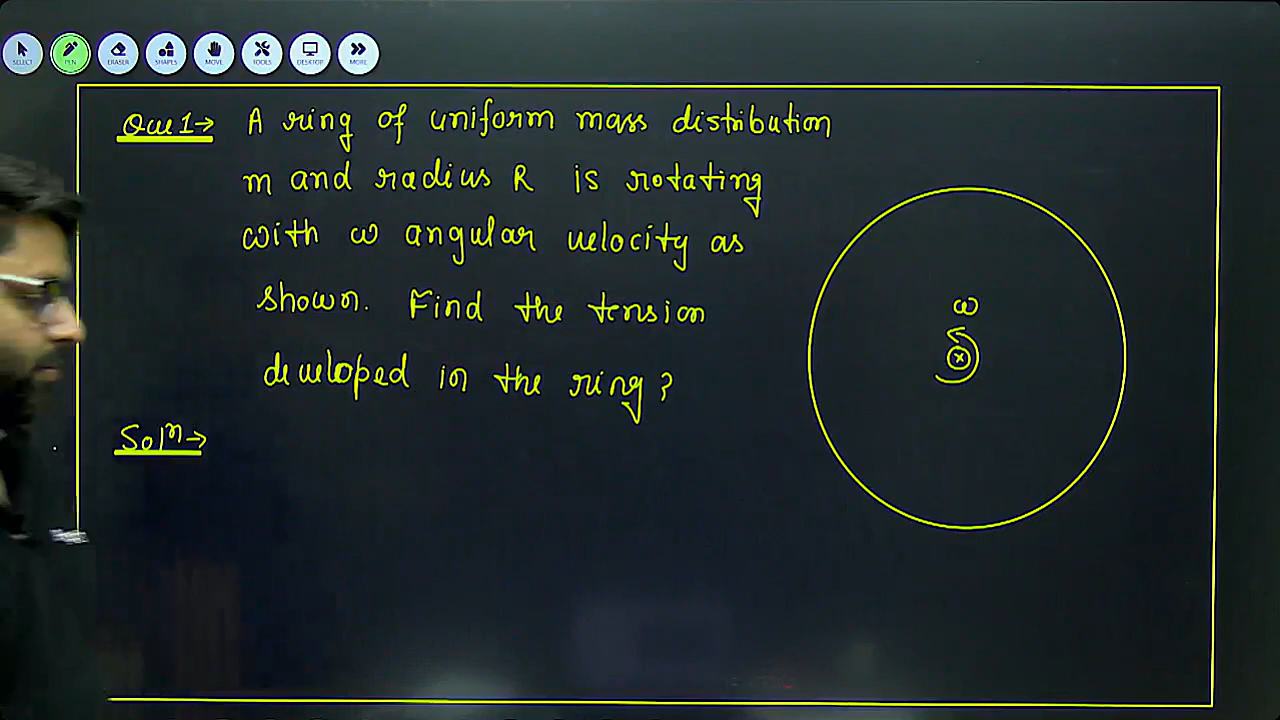 SELECT PEN ERASER SHAPES MOVE TOOLS DESKTOP MORE
Que 1→ A ring of uniform mass distribution
m and radius R is rotating
with ω angular velocity as
shown. Find the tension
developed in the ring?
ω
Solⁿ→